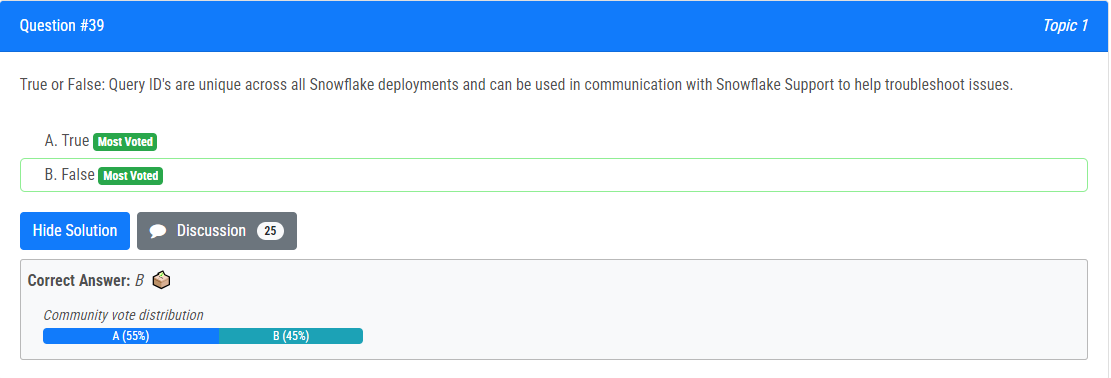 Question #39 Topic 1
True or False: Query ID's are unique across all Snowflake deployments and can be used in communication with Snowflake Support to help troubleshoot issues.
A. True Most Voted
B. False Most Voted
Hide Solution Discussion 25
Correct Answer: B
Community vote distribution
A (55%) B (45%)